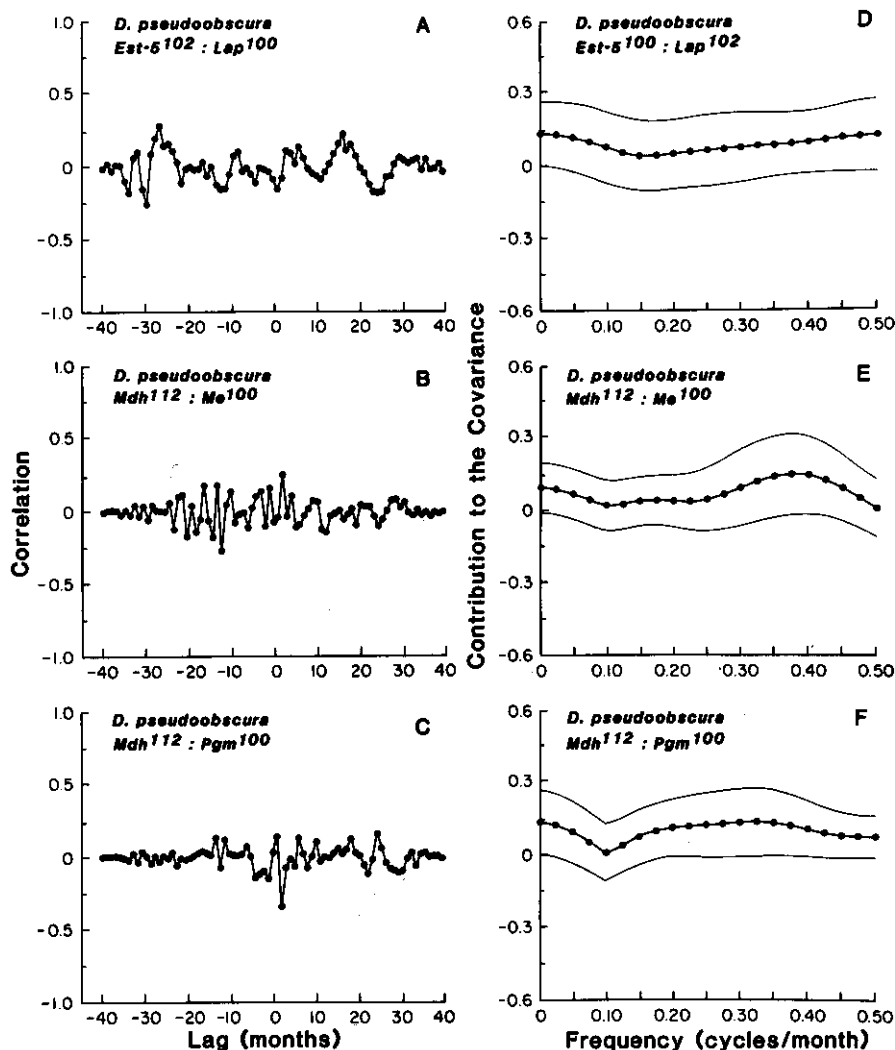 D. pseudoobscura
Est-5¹⁰² : Lap¹⁰⁰
A
1.0
0.5
0
-0.5
-1.0
-40 -30 -20 -10 0 10 20 30 40
D. pseudoobscura
Mdh¹¹² : Me¹⁰⁰
B
1.0
0.5
0
-0.5
-1.0
-40 -30 -20 -10 0 10 20 30 40
D. pseudoobscura
Mdh¹¹² : Pgm¹⁰⁰
C
1.0
0.5
0
-0.5
-1.0
-40 -30 -20 -10 0 10 20 30 40
Correlation
Lag (months)
D. pseudoobscura
Est-5¹⁰⁰ : Lap¹⁰²
D
0.6
0.3
0
-0.3
-0.6
0 0.10 0.20 0.30 0.40 0.50
D. pseudoobscura
Mdh¹¹² : Me¹⁰⁰
E
0.6
0.3
0
-0.3
-0.6
0 0.10 0.20 0.30 0.40 0.50
D. pseudoobscura
Mdh¹¹² : Pgm¹⁰⁰
F
0.6
0.3
0
-0.3
-0.6
0 0.10 0.20 0.30 0.40 0.50
Contribution to the Covariance
Frequency (cycles/month)